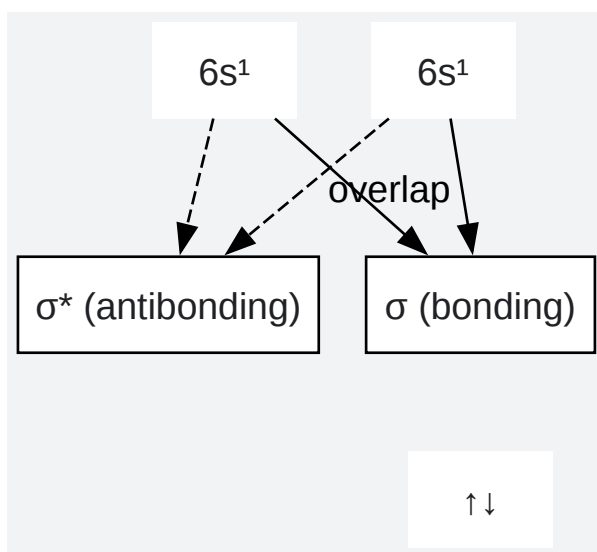 6s¹ 6s¹
overlap
σ* (antibonding) σ (bonding)
↑↓